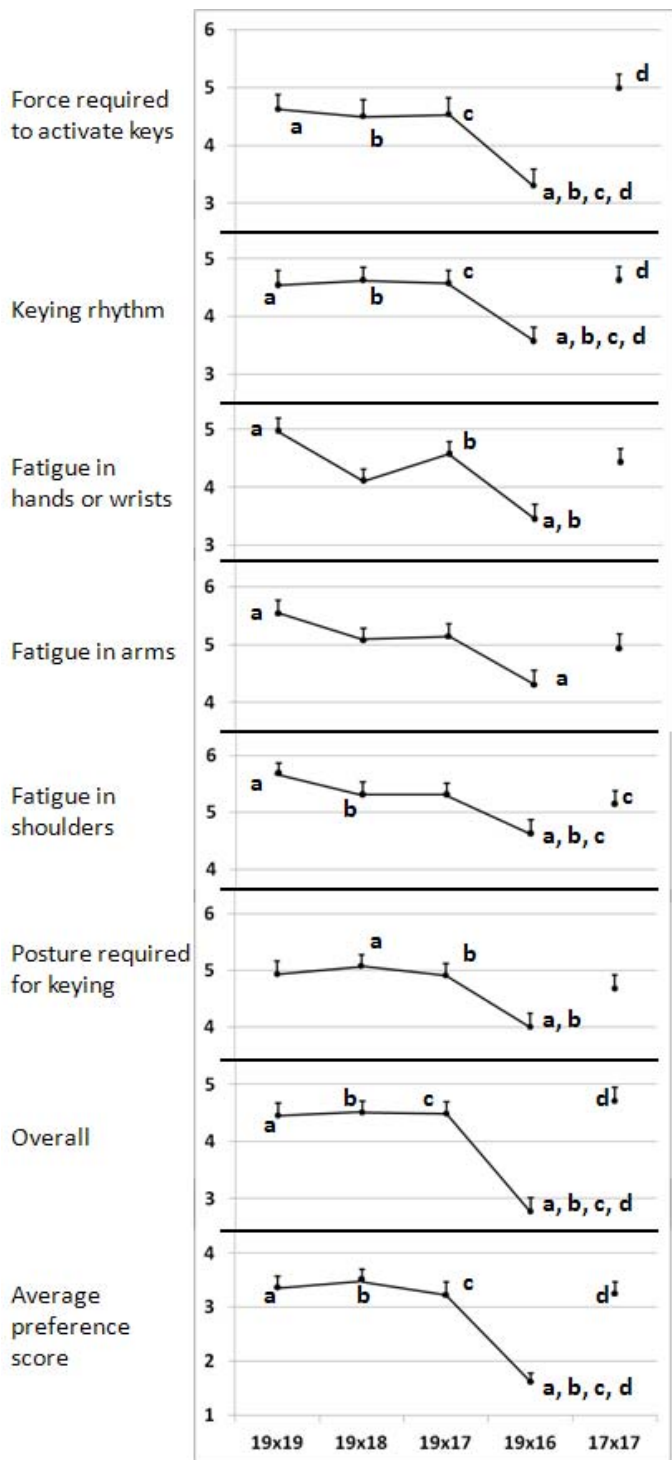 6
5
4
3
Force required
to activate keys
a
b
c
a, b, c, d
d
5
4
3
Keying rhythm
a
b
c
a, b, c, d
d
5
4
3
Fatigue in
hands or wrists
a
b
a, b
6
5
4
Fatigue in arms
a
a
6
5
4
Fatigue in
shoulders
a
b
a, b, c
c
6
5
4
Posture required
for keying
a
b
a, b
5
4
3
Overall
a
b
c
a, b, c, d
d
4
3
2
1
Average
preference
score
a
b
c
a, b, c, d
d
19x19 19x18 19x17 19x16 17x17